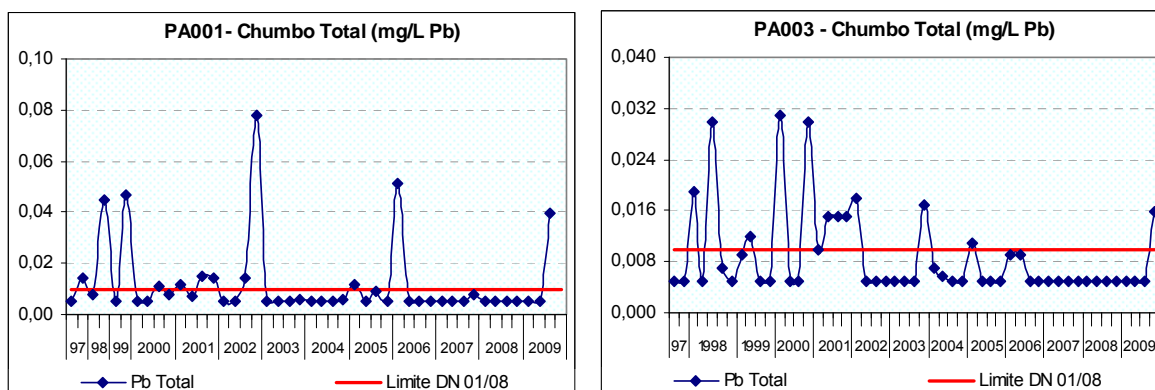 PA001- Chumbo Total (mg/L Pb)
0,10
0,08
0,06
0,04
0,02
0,00
97 98 99 2000 2001 2002 2003 2004 2005 2006 2007 2008 2009
Pb Total Limite DN 01/08
PA003 - Chumbo Total (mg/L Pb)
0,040
0,032
0,024
0,016
0,008
0,000
97 1998 1999 2000 2001 2002 2003 2004 2005 2006 2007 2008 2009
Pb Total Limite DN 01/08